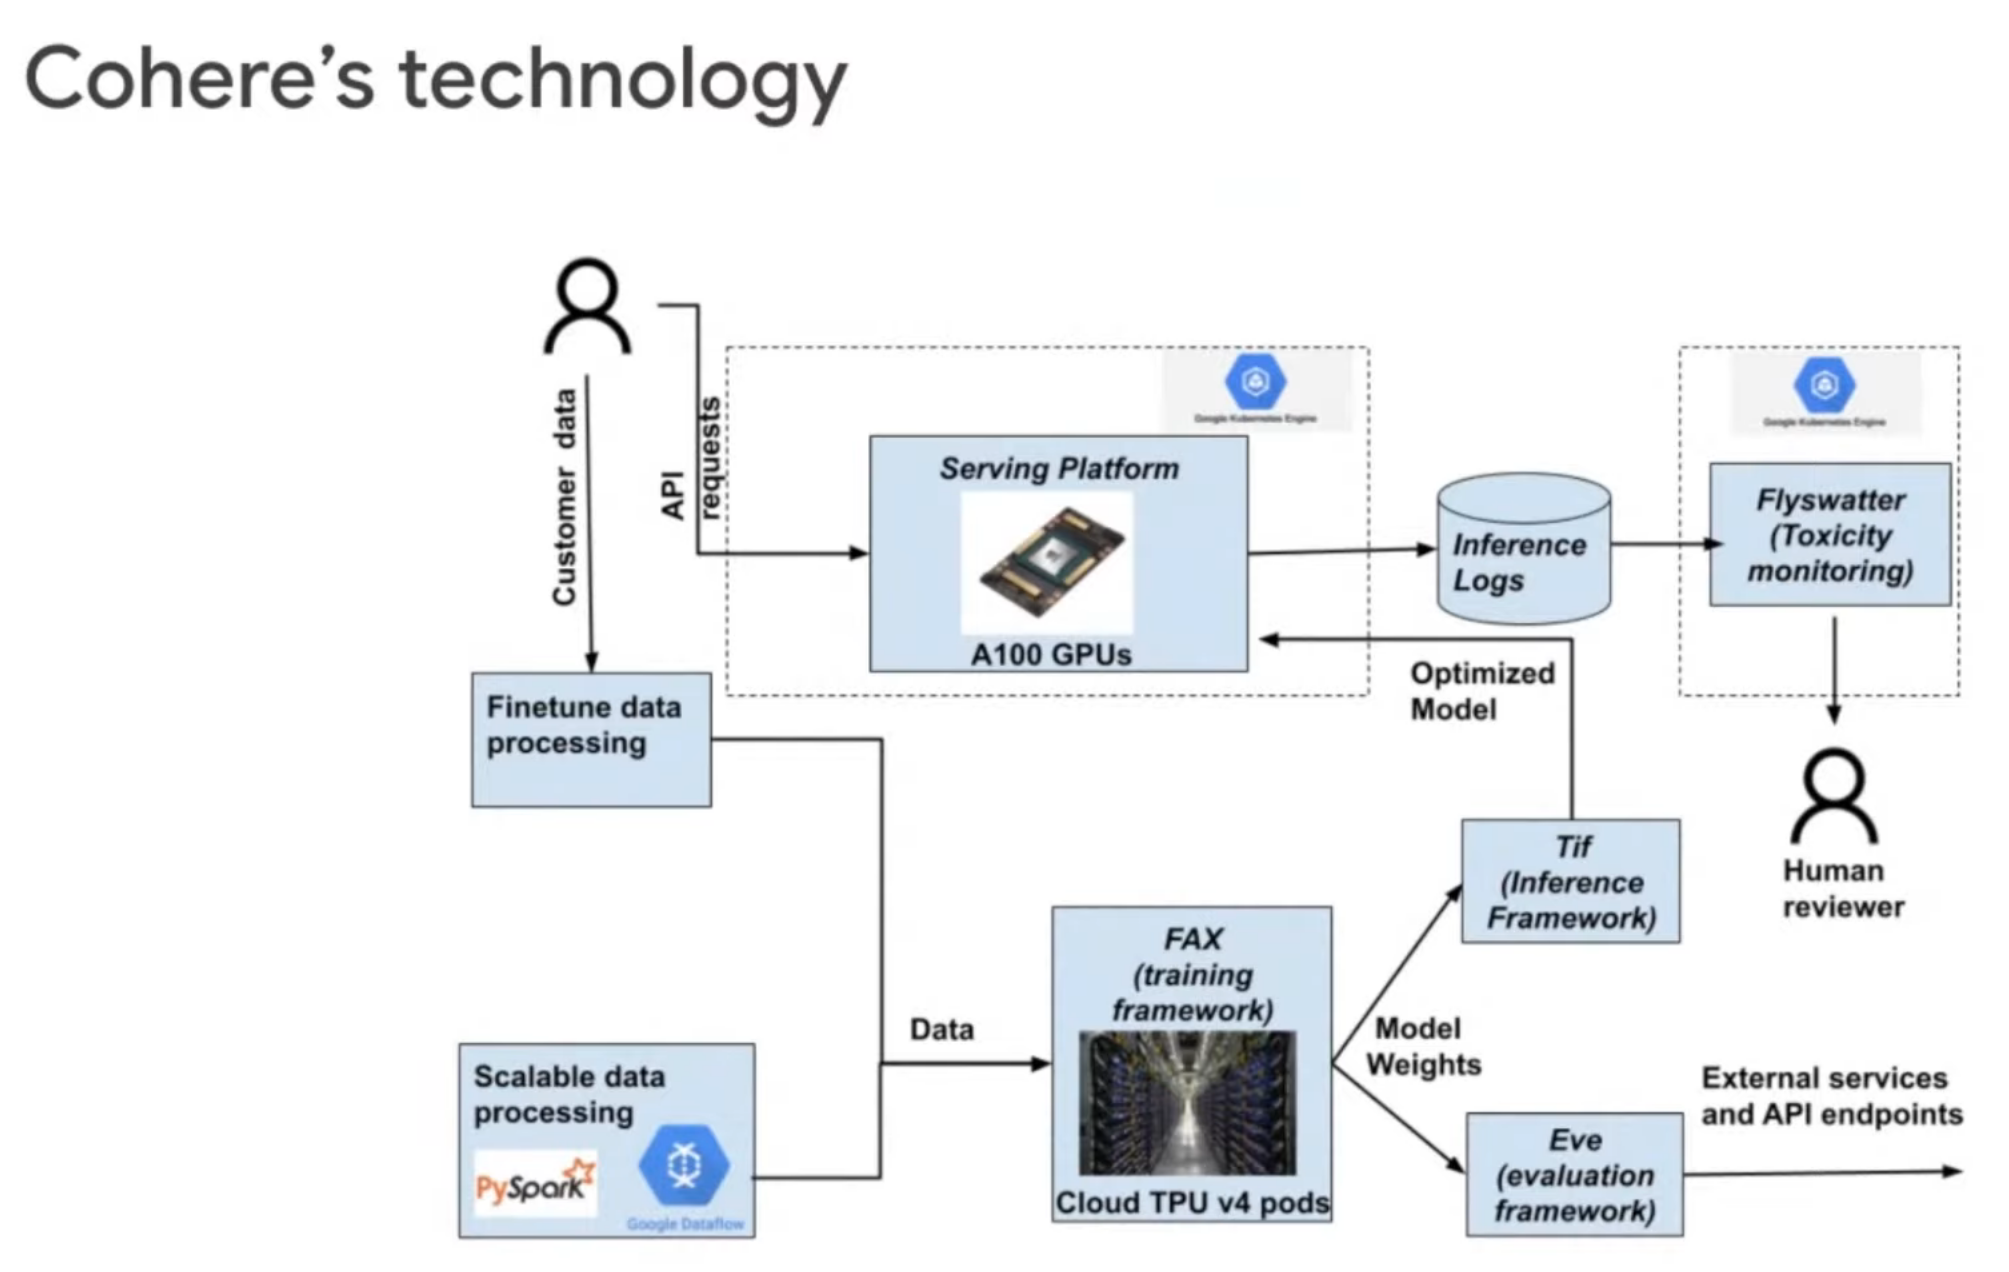 Cohere’s technology
Customer data
API
requests
Google Kubernetes Engine
Serving Platform
A100 GPUs
Inference
Logs
Google Kubernetes Engine
Flyswatter
(Toxicity
monitoring)
Optimized
Model
Finetune data
processing
Human
reviewer
Tif
(Inference
Framework)
FAX
(training
framework)
Cloud TPU v4 pods
Data
Model
Weights
Scalable data
processing
PySpark
Google Dataflow
External services
and API endpoints
Eve
(evaluation
framework)